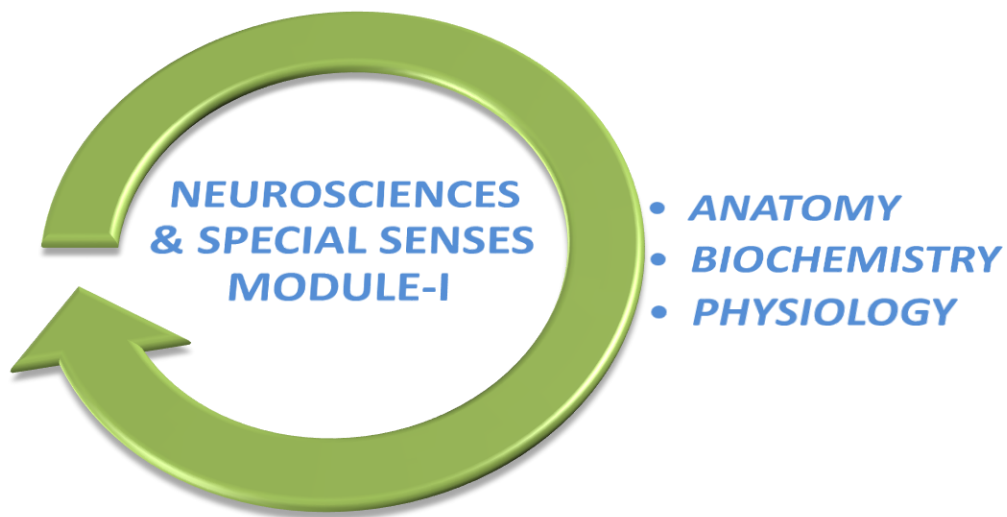 NEUROSCIENCES
& SPECIAL SENSES
MODULE-I
• ANATOMY
• BIOCHEMISTRY
• PHYSIOLOGY